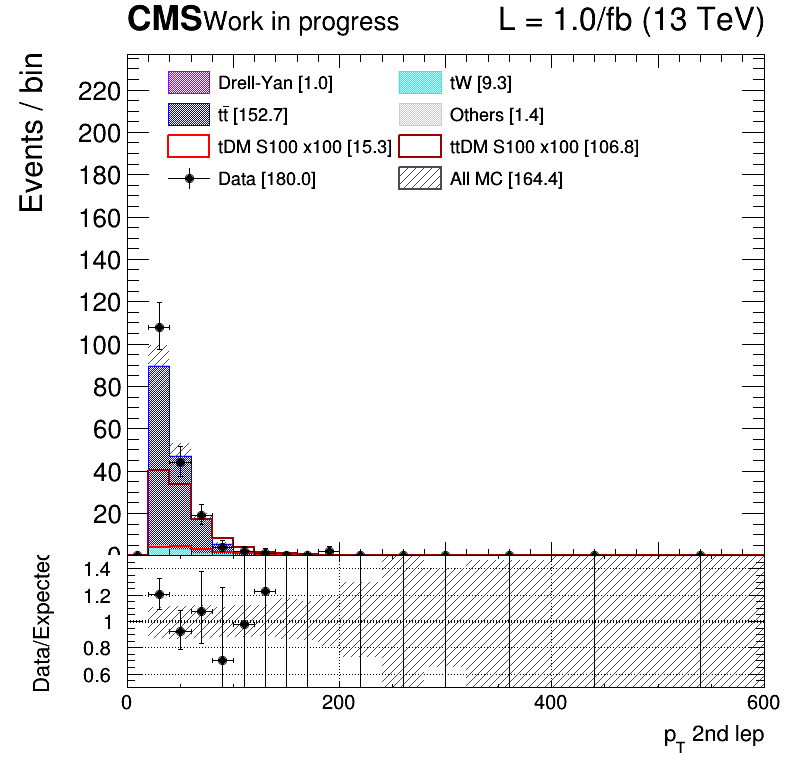 CMS Work in progress L = 1.0/fb (13 TeV)
Events / bin
220
200
180
160
140
120
100
80
60
40
20
0
Drell-Yan [1.0] tW [9.3]
tt̄ [152.7] Others [1.4]
tDM S100 x100 [15.3] ttDM S100 x100 [106.8]
Data [180.0] All MC [164.4]
Data/Expected
1.4
1.2
1
0.8
0.6
0 200 400 600
p_T 2nd lep